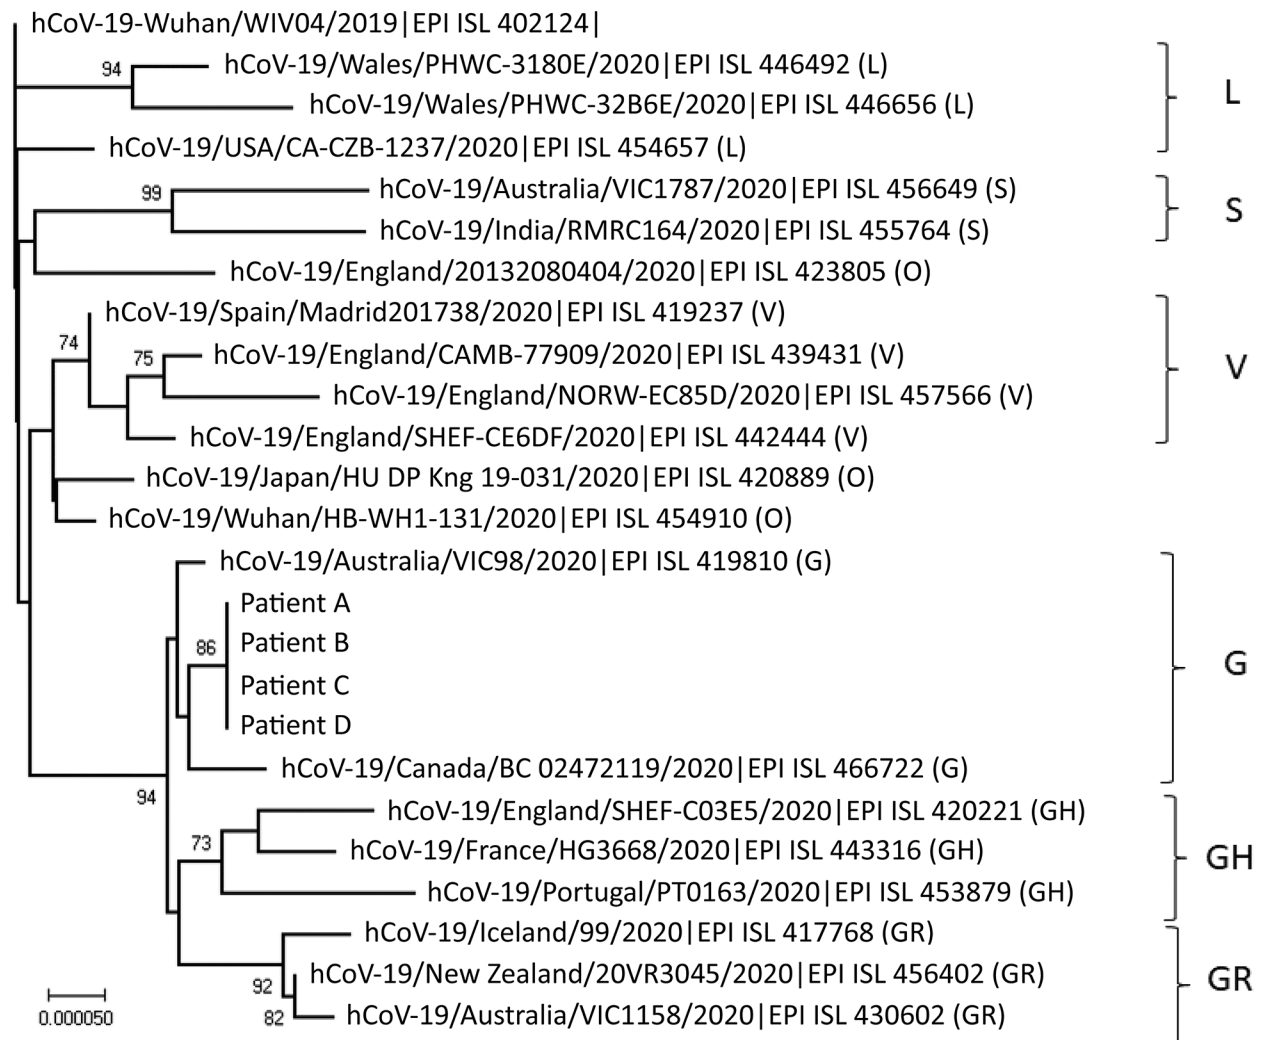 hCoV-19-Wuhan/WIV04/2019|EPI ISL 402124|
94
hCoV-19/Wales/PHWC-3180E/2020|EPI ISL 446492 (L)
hCoV-19/Wales/PHWC-32B6E/2020|EPI ISL 446656 (L)
L
hCoV-19/USA/CA-CZB-1237/2020|EPI ISL 454657 (L)
99
hCoV-19/Australia/VIC1787/2020|EPI ISL 456649 (S)
S
hCoV-19/India/RMRC164/2020|EPI ISL 455764 (S)
hCoV-19/England/20132080404/2020|EPI ISL 423805 (O)
hCoV-19/Spain/Madrid201738/2020|EPI ISL 419237 (V)
74
75
hCoV-19/England/CAMB-77909/2020|EPI ISL 439431 (V)
V
hCoV-19/England/NORW-EC85D/2020|EPI ISL 457566 (V)
hCoV-19/England/SHEF-CE6DF/2020|EPI ISL 442444 (V)
hCoV-19/Japan/HU DP Kng 19-031/2020|EPI ISL 420889 (O)
hCoV-19/Wuhan/HB-WH1-131/2020|EPI ISL 454910 (O)
hCoV-19/Australia/VIC98/2020|EPI ISL 419810 (G)
Patient A
Patient B
86
G
Patient C
Patient D
hCoV-19/Canada/BC 02472119/2020|EPI ISL 466722 (G)
94
hCoV-19/England/SHEF-C03E5/2020|EPI ISL 420221 (GH)
73
hCoV-19/France/HG3668/2020|EPI ISL 443316 (GH)
GH
hCoV-19/Portugal/PT0163/2020|EPI ISL 453879 (GH)
hCoV-19/Iceland/99/2020|EPI ISL 417768 (GR)
hCoV-19/New Zealand/20VR3045/2020|EPI ISL 456402 (GR)
GR
92
82
hCoV-19/Australia/VIC1158/2020|EPI ISL 430602 (GR)
0.000050